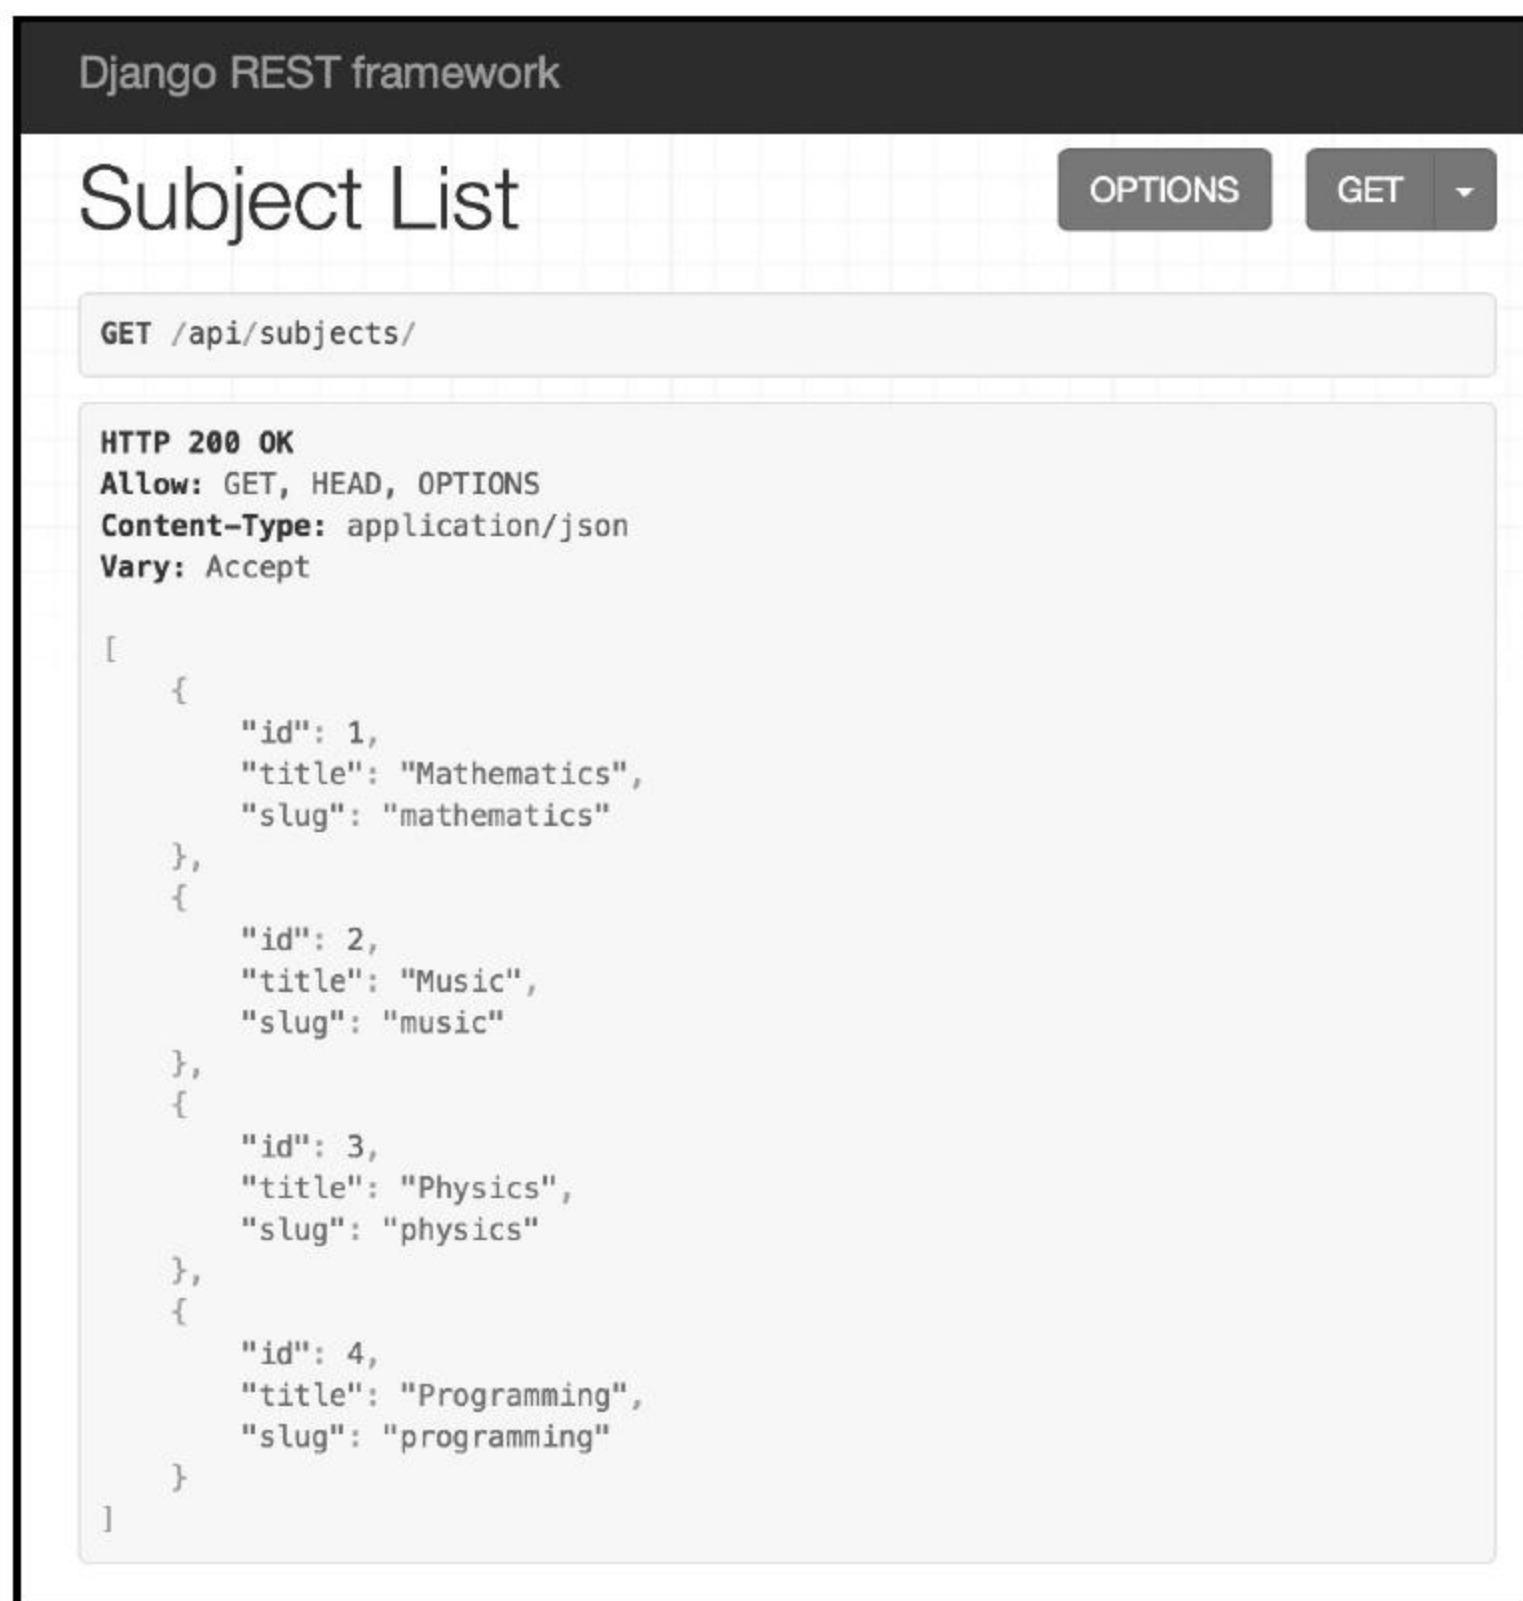 Django REST framework
Subject List
OPTIONS
GET
GET /api/subjects/
HTTP 200 OK
Allow: GET, HEAD, OPTIONS
Content-Type: application/json
Vary: Accept
[
    {
        "id": 1,
        "title": "Mathematics",
        "slug": "mathematics"
    },
    {
        "id": 2,
        "title": "Music",
        "slug": "music"
    },
    {
        "id": 3,
        "title": "Physics",
        "slug": "physics"
    },
    {
        "id": 4,
        "title": "Programming",
        "slug": "programming"
    }
]